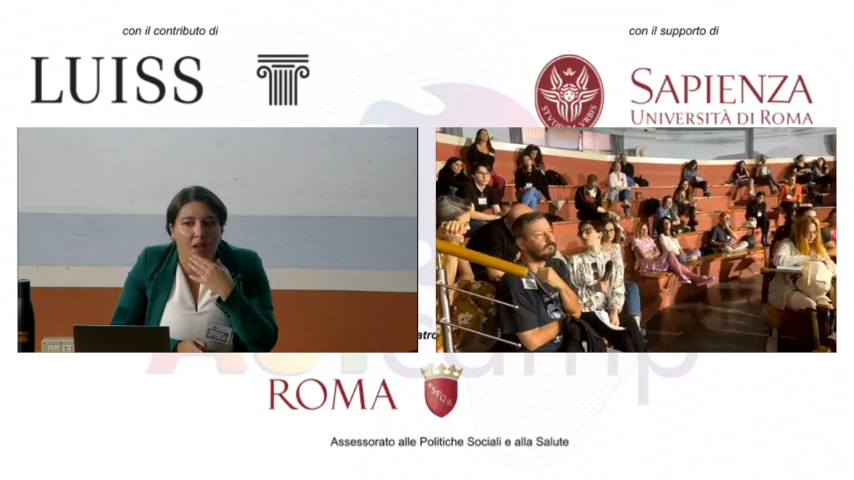 con il contributo di
con il supporto di
LUISS
SAPIENZA
UNIVERSITÀ DI ROMA
camp
ROMA
Assessorato alle Politiche Sociali e alla Salute